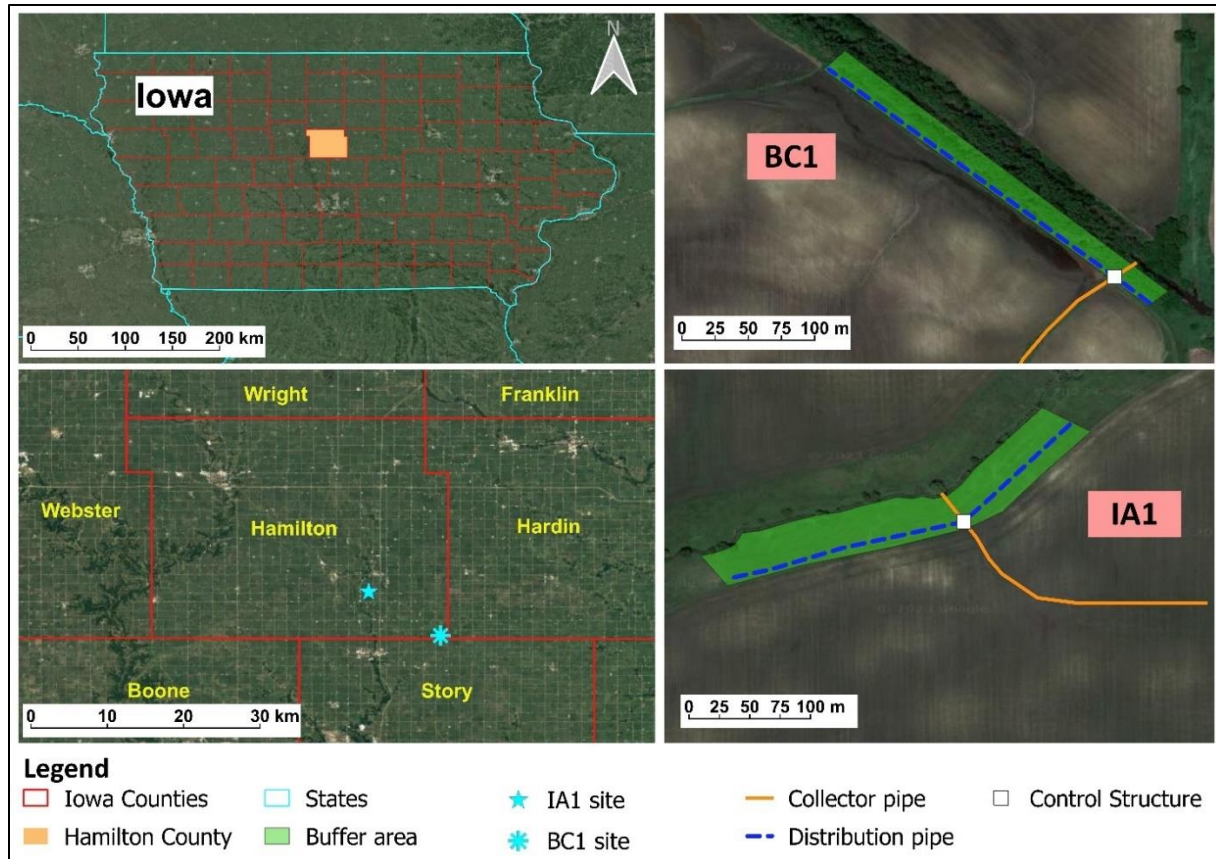 Iowa
N
0 50 100 150 200 km
BC1
0 25 50 75 100 m
Wright
Franklin
Webster
Hamilton
Hardin
Boone
Story
0 10 20 30 km
IA1
0 25 50 75 100 m
Legend
Iowa Counties
States
IA1 site
Collector pipe
Control Structure
Hamilton County
Buffer area
BC1 site
Distribution pipe